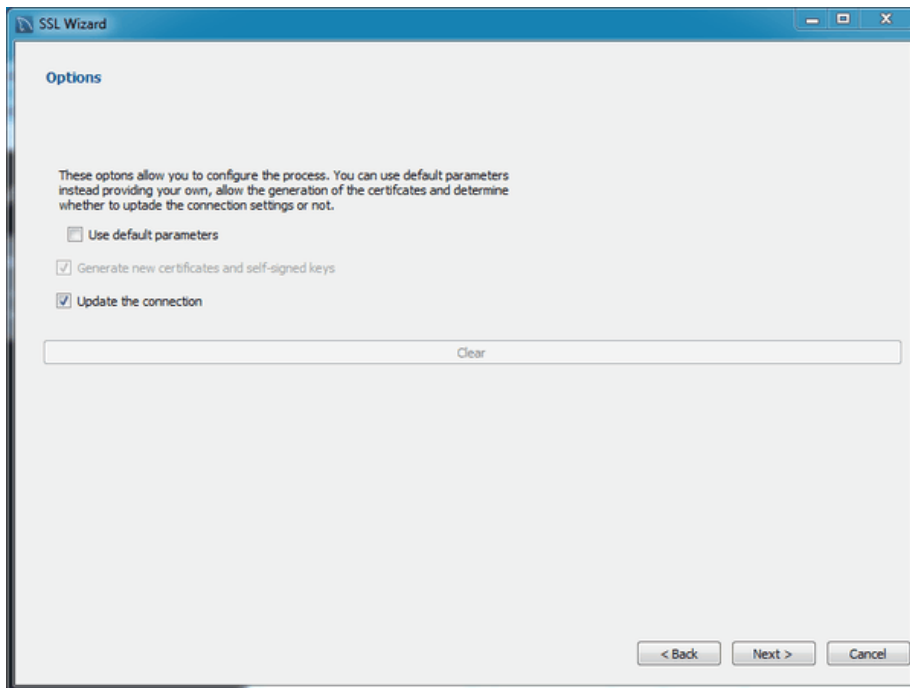 SSL Wizard
Options
These optons allow you to configure the process. You can use default parameters
instead providing your own, allow the generation of the certifcates and determine
whether to uptade the connection settings or not.
Use default parameters
Generate new certificates and self-signed keys
Update the connection
Clear
< Back Next > Cancel